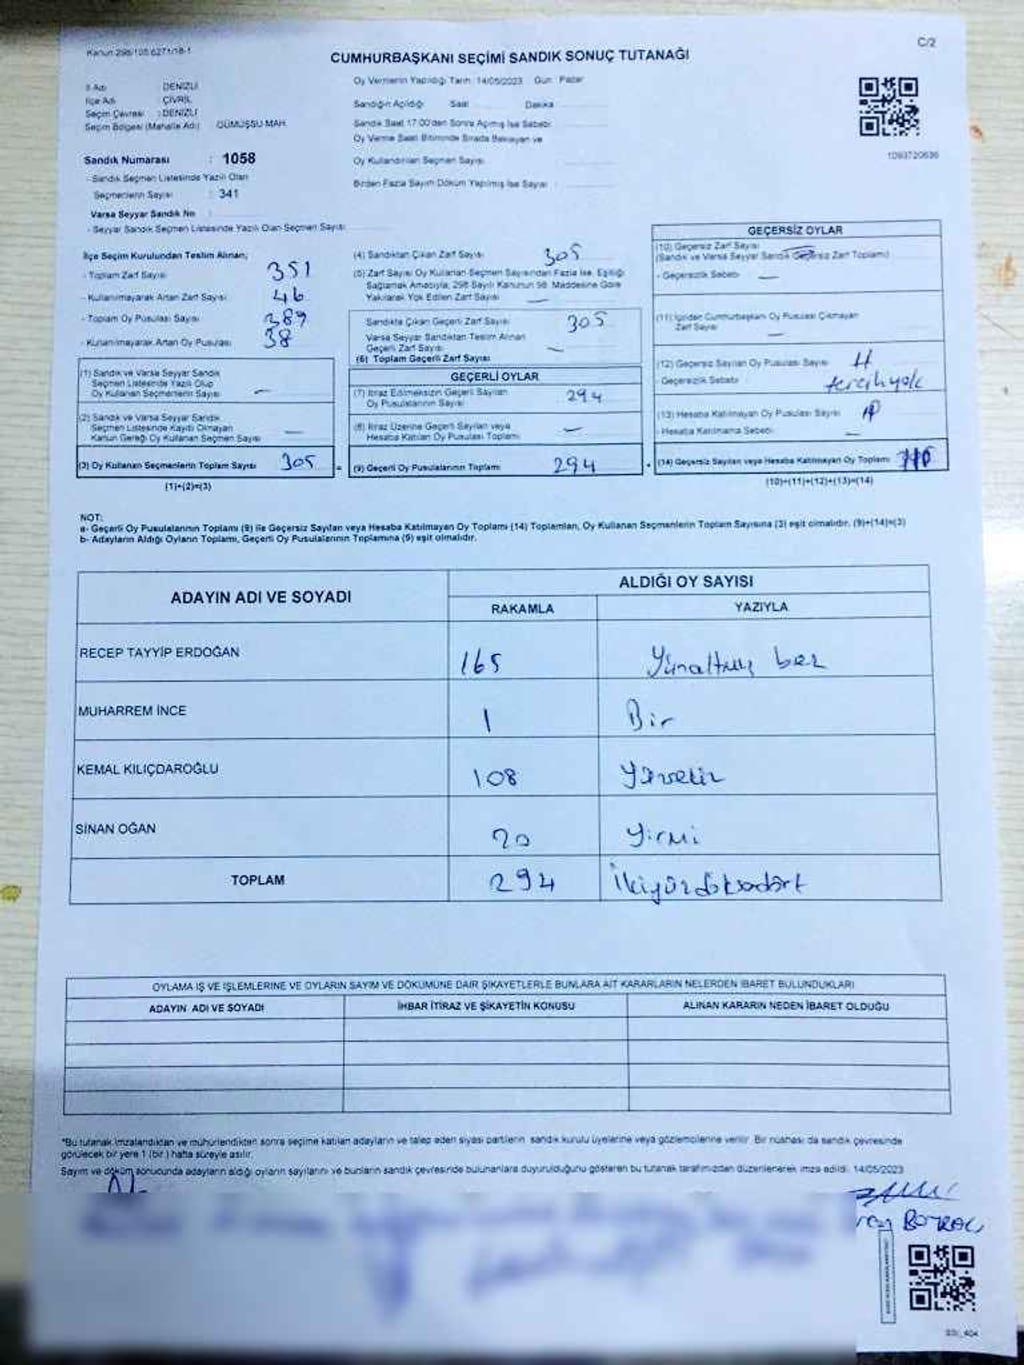 Kanun 298/105 6271/18-1
C/2
CUMHURBAŞKANI SEÇİMİ SANDIK SONUÇ TUTANAĞI
İl Adı DENİZLİ
İlçe Adı ÇİVRİL
Seçim Çevresi : DENİZLİ
Seçim Bölgesi (Mahalle Adı) GÜMÜŞSU MAH.
Oy Vermenin Yapıldığı Tarih: 14/05/2023 Gün: Pazar
Sandığın Açıldığı Saat Dakika
Sandık Saat 17:00'den Sonra Açılmış İse Sebebi
Oy Verme Saati Bitiminde Sırada Bekleyen ve
Oy Kullandırılan Seçmen Sayısı
Birden Fazla Sayım Döküm Yapılmış İse Sayısı
1093720636
Sandık Numarası : 1058
- Sandık Seçmen Listesinde Yazılı Olan
Seçmenlerin Sayısı : 341
Varsa Seyyar Sandık No
- Seyyar Sandık Seçmen Listesinde Yazılı Olan Seçmen Sayısı
İlçe Seçim Kurulundan Teslim Alınan;
- Toplam Zarf Sayısı 351
- Kullanılmayarak Artan Zarf Sayısı 46
- Toplam Oy Pusulası Sayısı 389
- Kullanılmayarak Artan Oy Pusulası 38
(1) Sandık ve Varsa Seyyar Sandık
Seçmen Listesinde Yazılı Olup
Oy Kullanan Seçmenlerin Sayısı —
(2) Sandık ve Varsa Seyyar Sandık
Seçmen Listesinde Kayıtlı Olmayan
Kanun Gereği Oy Kullanan Seçmen Sayısı —
(3) Oy Kullanan Seçmenlerin Toplam Sayısı 305
(1)+(2)=(3)
(4) Sandıktan Çıkan Zarf Sayısı 305
(5) Zarf Sayısı Oy Kullanan Seçmen Sayısından Fazla İse, Eşitliği
Sağlamak Amacıyla, 298 Sayılı Kanunun 98. Maddesine Göre
Yakılarak Yok Edilen Zarf Sayısı —
Sandıkta Çıkan Geçerli Zarf Sayısı 305
Varsa Seyyar Sandıktan Teslim Alınan
Geçerli Zarf Sayısı —
(6) Toplam Geçerli Zarf Sayısı
GEÇERLİ OYLAR
(7) İtiraz Edilmeksizin Geçerli Sayılan
Oy Pusulalarının Sayısı 294
(8) İtiraz Üzerine Geçerli Sayılan veya
Hesaba Katılan Oy Pusulası Toplamı —
(9) Geçerli Oy Pusulalarının Toplamı 294
GEÇERSİZ OYLAR
(10) Geçersiz Zarf Sayısı
(Sandık ve Varsa Seyyar Sandık Geçersiz Zarf Toplamı)
- Geçersizlik Sebebi —
(11) İçinden Cumhurbaşkanı Oy Pusulası Çıkmayan
Zarf Sayısı —
(12) Geçersiz Sayılan Oy Pusulası Sayısı 11
- Geçersizlik Sebebi tercih yok
(13) Hesaba Katılmayan Oy Pusulası Sayısı
- Hesaba Katılmama Sebebi —
(14) Geçersiz Sayılan veya Hesaba Katılmayan Oy Toplamı
(10)+(11)+(12)+(13)=(14)
NOT:
a- Geçerli Oy Pusulalarının Toplamı (9) ile Geçersiz Sayılan veya Hesaba Katılmayan Oy Toplamı (14) Toplamları, Oy Kullanan Seçmenlerin Toplam Sayısına (3) eşit olmalıdır. (9)+(14)=(3)
b- Adayların Aldığı Oyların Toplamı, Geçerli Oy Pusulalarının Toplamına (9) eşit olmalıdır.
ADAYIN ADI VE SOYADI ALDIĞI OY SAYISI
RAKAMLA YAZIYLA
RECEP TAYYİP ERDOĞAN 165 Yüzaltmış beş
MUHARREM İNCE 1 Bir
KEMAL KILIÇDAROĞLU 108 Yüzsekiz
SİNAN OĞAN 20 Yirmi
TOPLAM 294 İkiyüzdoksandört
OYLAMA İŞ VE İŞLEMLERİNE VE OYLARIN SAYIM VE DÖKÜMÜNE DAİR ŞİKAYETLERLE BUNLARA AİT KARARLARIN NELERDEN İBARET BULUNDUKLARI
ADAYIN ADI VE SOYADI İHBAR İTİRAZ VE ŞİKAYETİN KONUSU ALINAN KARARIN NEDEN İBARET OLDUĞU
*Bu tutanak imzalandıktan ve mühürlendikten sonra seçime katılan adayların ve talep eden siyasi partilerin sandık kurulu üyelerine veya gözlemcilerine verilir. Bir nüshası da sandık çevresinde
görülecek bir yere 1 (bir) hafta süreyle asılır.
Sayım ve döküm sonucunda adayların aldığı oyların sayılarını ve bunların sandık çevresinde bulunanlara duyurulduğunu gösteren bu tutanak tarafımızdan düzenlenerek imza edildi. 14/05/2023